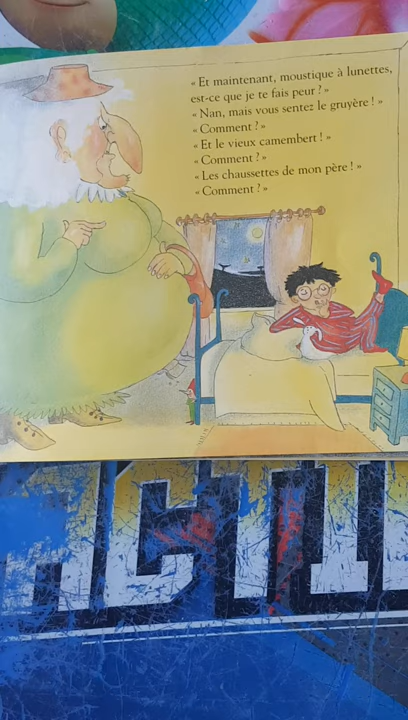 « Et maintenant, moustique à lunettes,
est-ce que je te fais peur ? »
« Nan, mais vous sentez le gruyère ! »
« Comment ? »
« Et le vieux camembert ! »
« Comment ? »
« Les chaussettes de mon père ! »
« Comment ? »